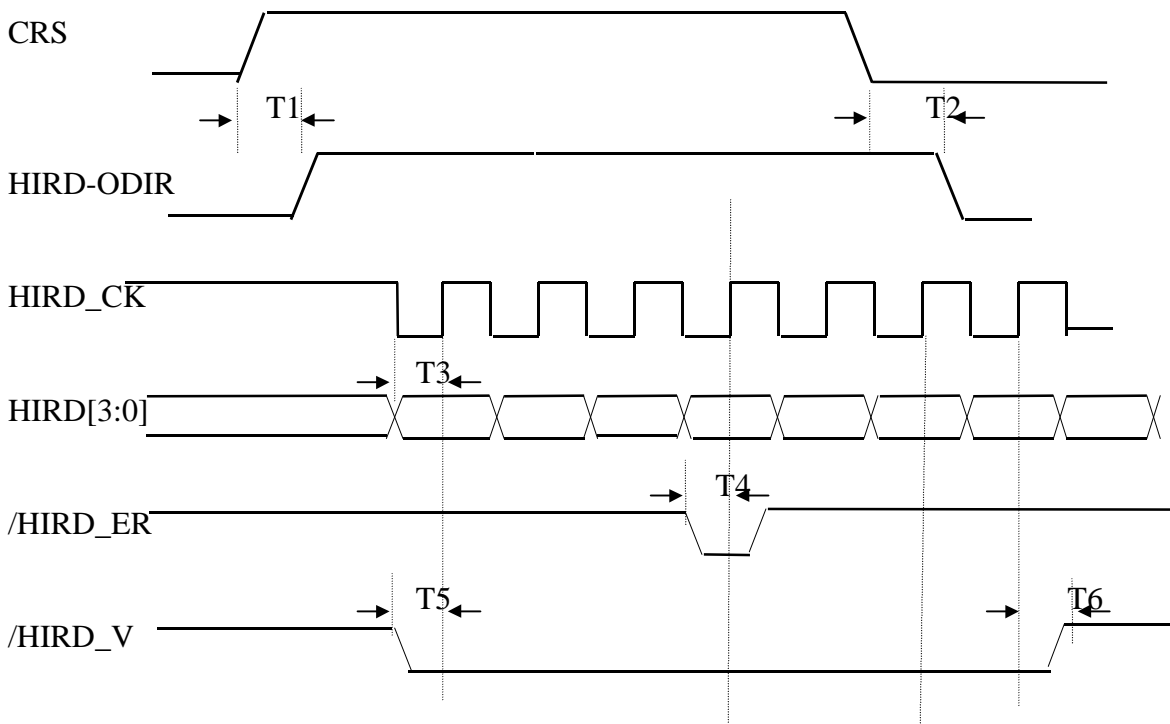 CRS
T1
T2
HIRD-ODIR
HIRD_CK
T3
HIRD[3:0]
T4
/HIRD_ER
T5
T6
/HIRD_V